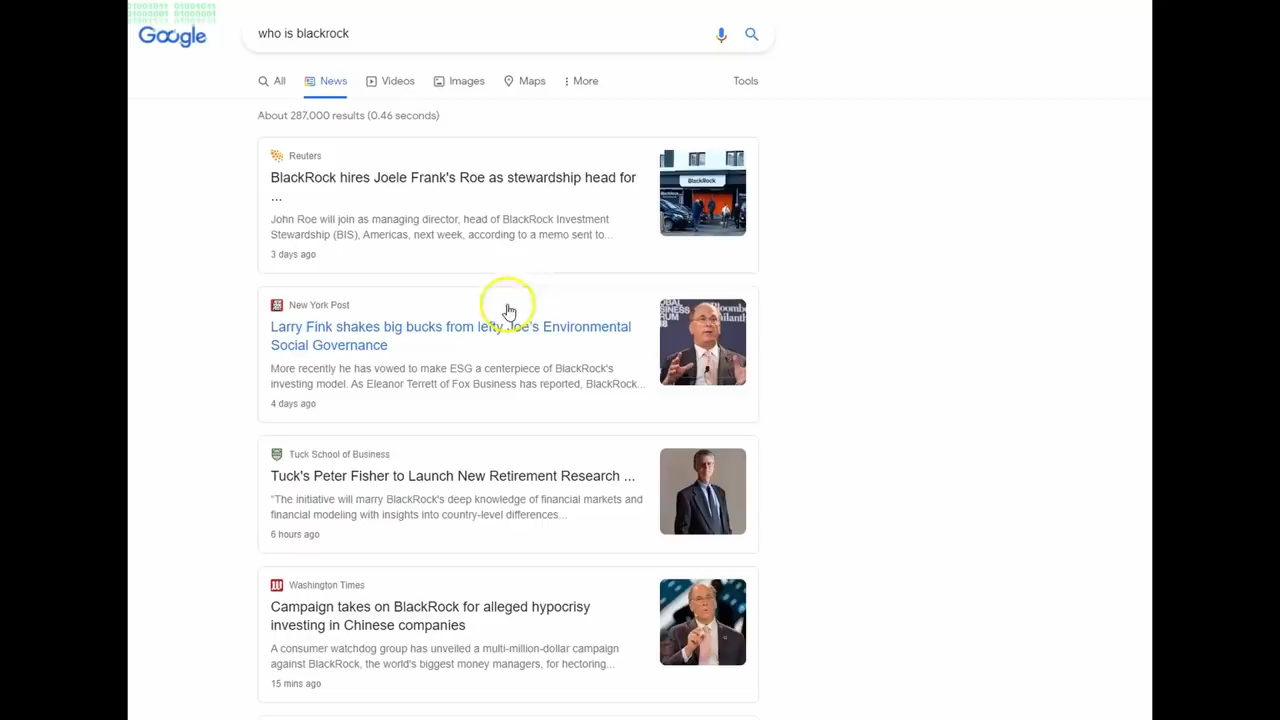 01001011 01001011
01000001 01000001
Google
who is blackrock
All News Videos Images Maps More Tools
About 287,000 results (0.46 seconds)
Reuters
BlackRock hires Joele Frank's Roe as stewardship head for
...
John Roe will join as managing director, head of BlackRock Investment
Stewardship (BIS), Americas, next week, according to a memo sent to...
3 days ago
BlackRock
New York Post
Larry Fink shakes big bucks from lefty Joe's Environmental
Social Governance
More recently he has vowed to make ESG a centerpiece of BlackRock's
investing model. As Eleanor Terrett of Fox Business has reported, BlackRock...
4 days ago
Tuck School of Business
Tuck's Peter Fisher to Launch New Retirement Research ...
“The initiative will marry BlackRock's deep knowledge of financial markets and
financial modeling with insights into country-level differences...
6 hours ago
Washington Times
Campaign takes on BlackRock for alleged hypocrisy
investing in Chinese companies
A consumer watchdog group has unveiled a multi-million-dollar campaign
against BlackRock, the world's biggest money managers, for hectoring...
15 mins ago